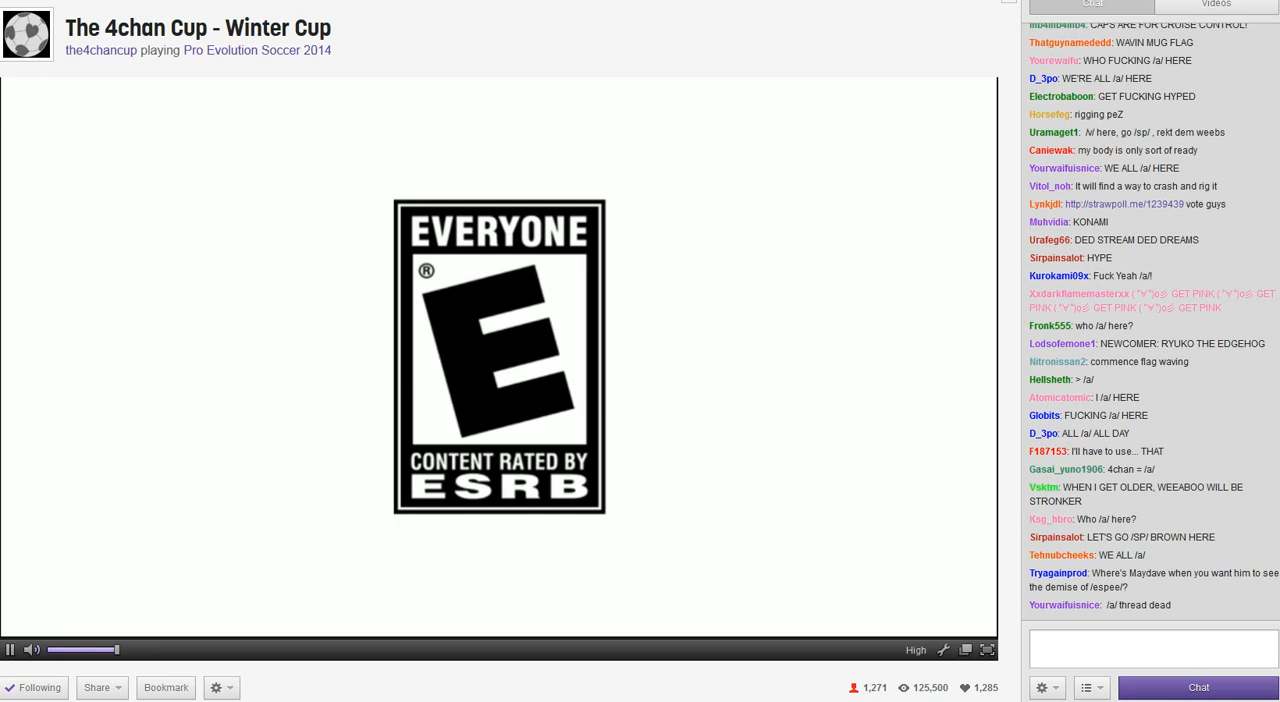 The 4chan Cup - Winter Cup
the4chancup playing Pro Evolution Soccer 2014
EVERYONE
®
E
CONTENT RATED BY
ESRB
High
Following
Share
Bookmark
1,271
125,500
1,285
Chat
Videos
CAPS ARE FOR CRUISE CONTROL!
Thatguynamededd: WAVIN MUG FLAG
Yourewaifu: WHO FUCKING /a/ HERE
D_3po: WE'RE ALL /a/ HERE
Electrobaboon: GET FUCKING HYPED
Horsefeg: rigging peZ
Uramaget1: /v/ here, go /sp/ , rekt dem weebs
Caniewak: my body is only sort of ready
Yourwaifuisnice: WE ALL /a/ HERE
Vitol_noh: It will find a way to crash and rig it
Lynkjdl: http://strawpoll.me/1239439 vote guys
Muhvidia: KONAMI
Urafeg66: DED STREAM DED DREAMS
Sirpainsalot: HYPE
Kurokami09x: Fuck Yeah /a/!
Xxdarkflamemasterxx ( ゚∀゚)o彡 GET PINK ( ゚∀゚)o彡 GET
PINK ( ゚∀゚)o彡 GET PINK ( ゚∀゚)o彡 GET PINK
Fronk555: who /a/ here?
Lodsofemone1: NEWCOMER: RYUKO THE EDGEHOG
Nitronissan2: commence flag waving
Hellsheth: > /a/
Atomicatomic: I /a/ HERE
Globits: FUCKING /a/ HERE
D_3po: ALL /a/ ALL DAY
F187153: I'll have to use... THAT
Gasai_yuno1906: 4chan = /a/
Vsktm: WHEN I GET OLDER, WEEABOO WILL BE
STRONKER
Ksg_hbro: Who /a/ here?
Sirpainsalot: LET'S GO /SP/ BROWN HERE
Tehnubcheeks: WE ALL /a/
Tryagainprod: Where's Maydave when you want him to see
the demise of /espee/?
Yourwaifuisnice: /a/ thread dead
Chat